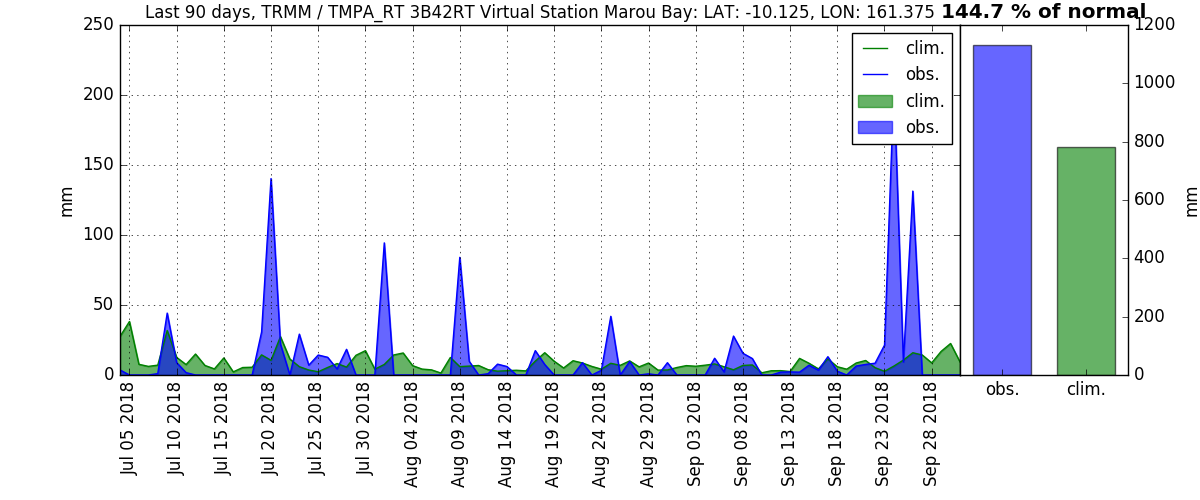 Last 90 days, TRMM / TMPA_RT 3B42RT Virtual Station Marou Bay: LAT: -10.125, LON: 161.375 144.7 % of normal
250
200
150
100
50
0
mm
clim.
obs.
clim.
obs.
1200
1000
800
600
400
200
0
mm
obs.
clim.
Jul 05 2018
Jul 10 2018
Jul 15 2018
Jul 20 2018
Jul 25 2018
Jul 30 2018
Aug 04 2018
Aug 09 2018
Aug 14 2018
Aug 19 2018
Aug 24 2018
Aug 29 2018
Sep 03 2018
Sep 08 2018
Sep 13 2018
Sep 18 2018
Sep 23 2018
Sep 28 2018